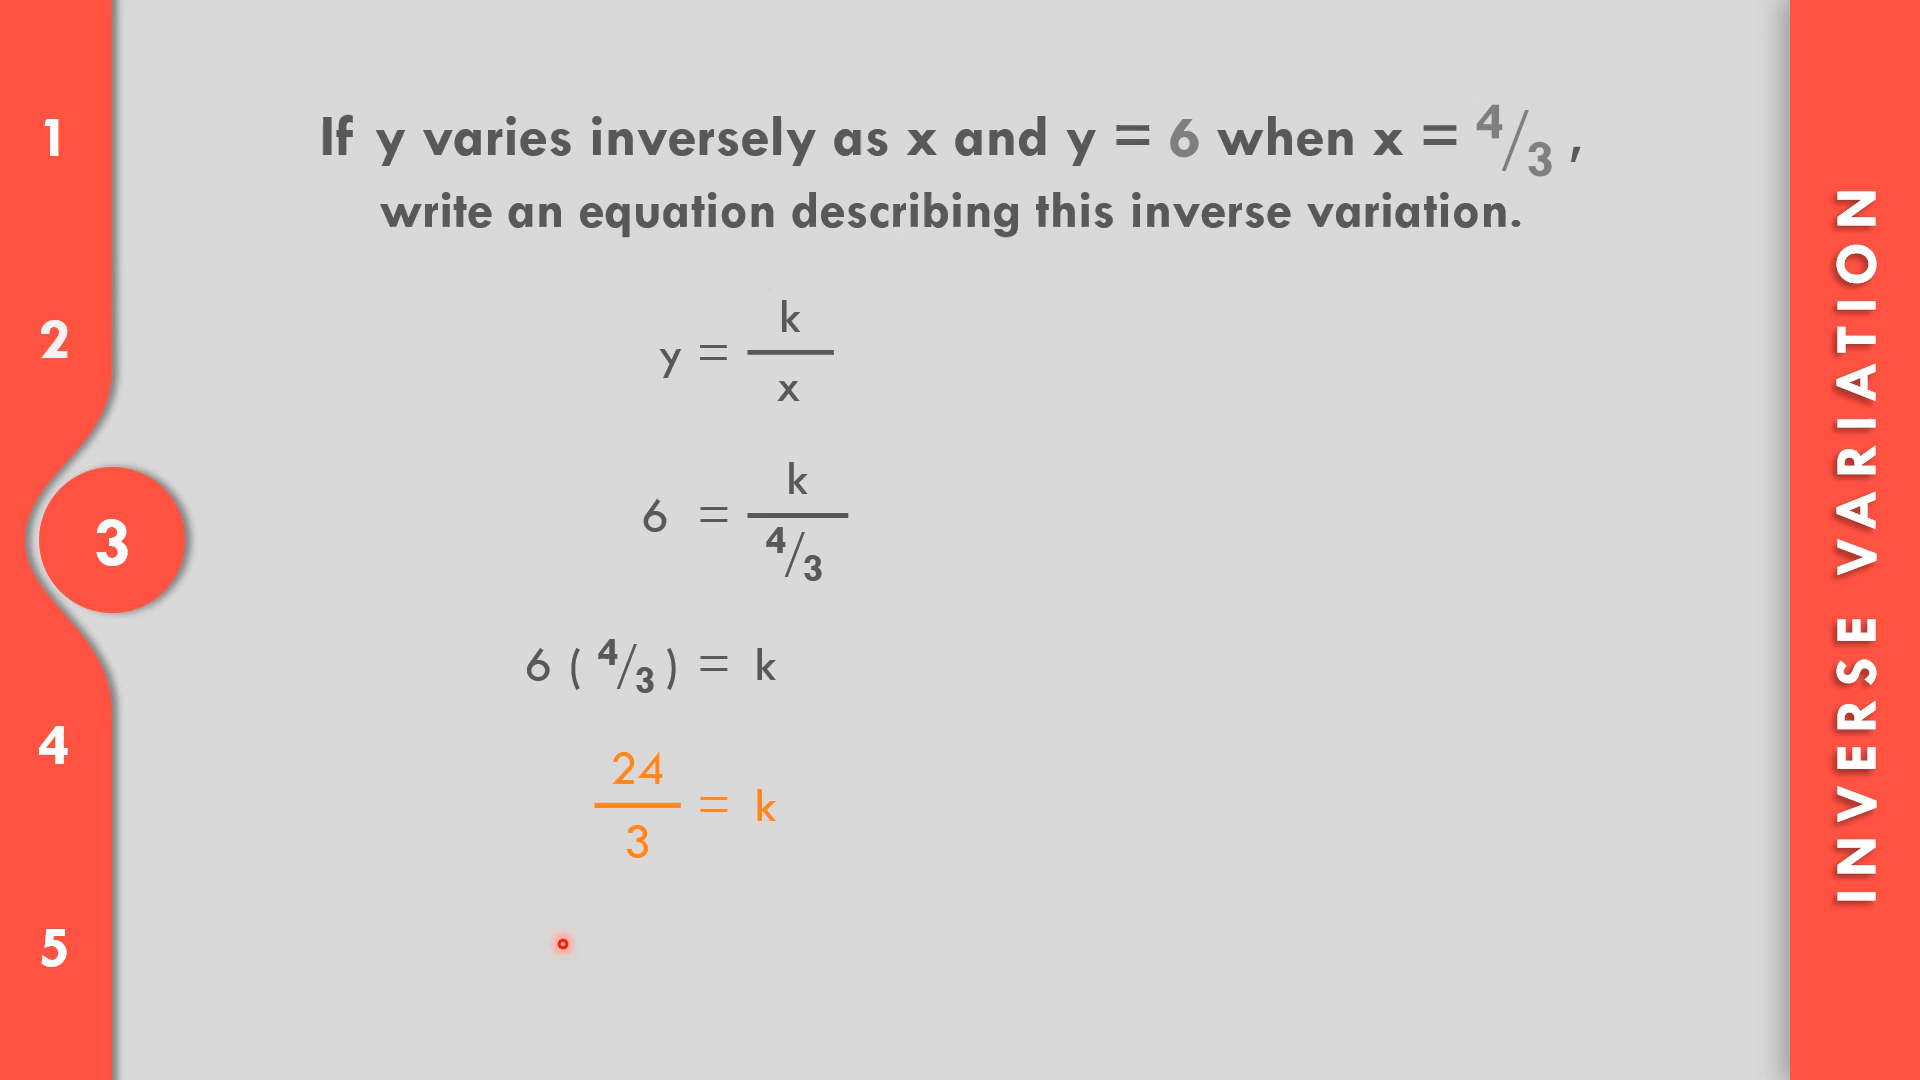 1
2
3
4
5
If y varies inversely as x and y = 6 when x = 4/3 ,
write an equation describing this inverse variation.
y = k/x
6 = k/(4/3)
6 ( 4/3 ) = k
24/3 = k
INVERSE VARIATION